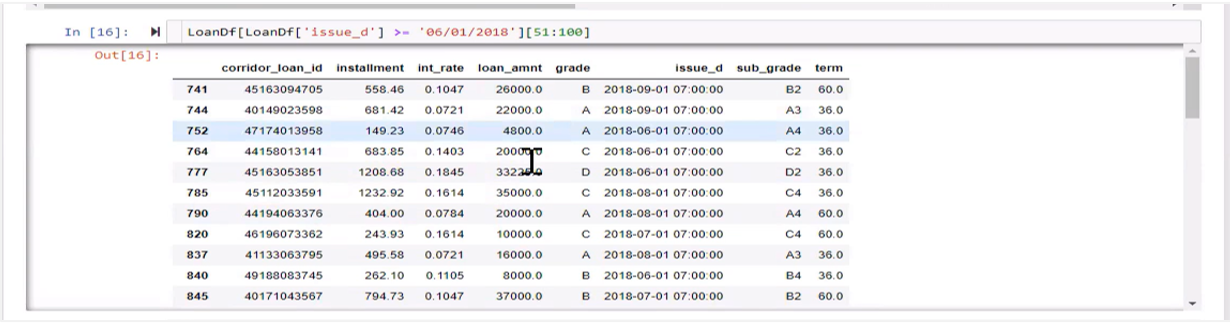 In [16]: LoanDf[LoanDf['issue_d'] >= '06/01/2018'][51:100]
Out[16]:
corridor_loan_id installment int_rate loan_amnt grade issue_d sub_grade term
741 45163094705 558.46 0.1047 26000.0 B 2018-09-01 07:00:00 B2 60.0
744 40149023598 681.42 0.0721 22000.0 A 2018-09-01 07:00:00 A3 36.0
752 47174013958 149.23 0.0746 4800.0 A 2018-06-01 07:00:00 A4 36.0
764 44158013141 683.85 0.1403 20000.0 C 2018-06-01 07:00:00 C2 36.0
777 45163053851 1208.68 0.1845 D 2018-06-01 07:00:00 D2 36.0
785 45112033591 1232.92 0.1614 35000.0 C 2018-08-01 07:00:00 C4 36.0
790 44194063376 404.00 0.0784 20000.0 A 2018-08-01 07:00:00 A4 60.0
820 46196073362 243.93 0.1614 10000.0 C 2018-07-01 07:00:00 C4 60.0
837 41133063795 495.58 0.0721 16000.0 A 2018-08-01 07:00:00 A3 36.0
840 49188083745 262.10 0.1105 8000.0 B 2018-06-01 07:00:00 B4 36.0
845 40171043567 794.73 0.1047 37000.0 B 2018-07-01 07:00:00 B2 60.0